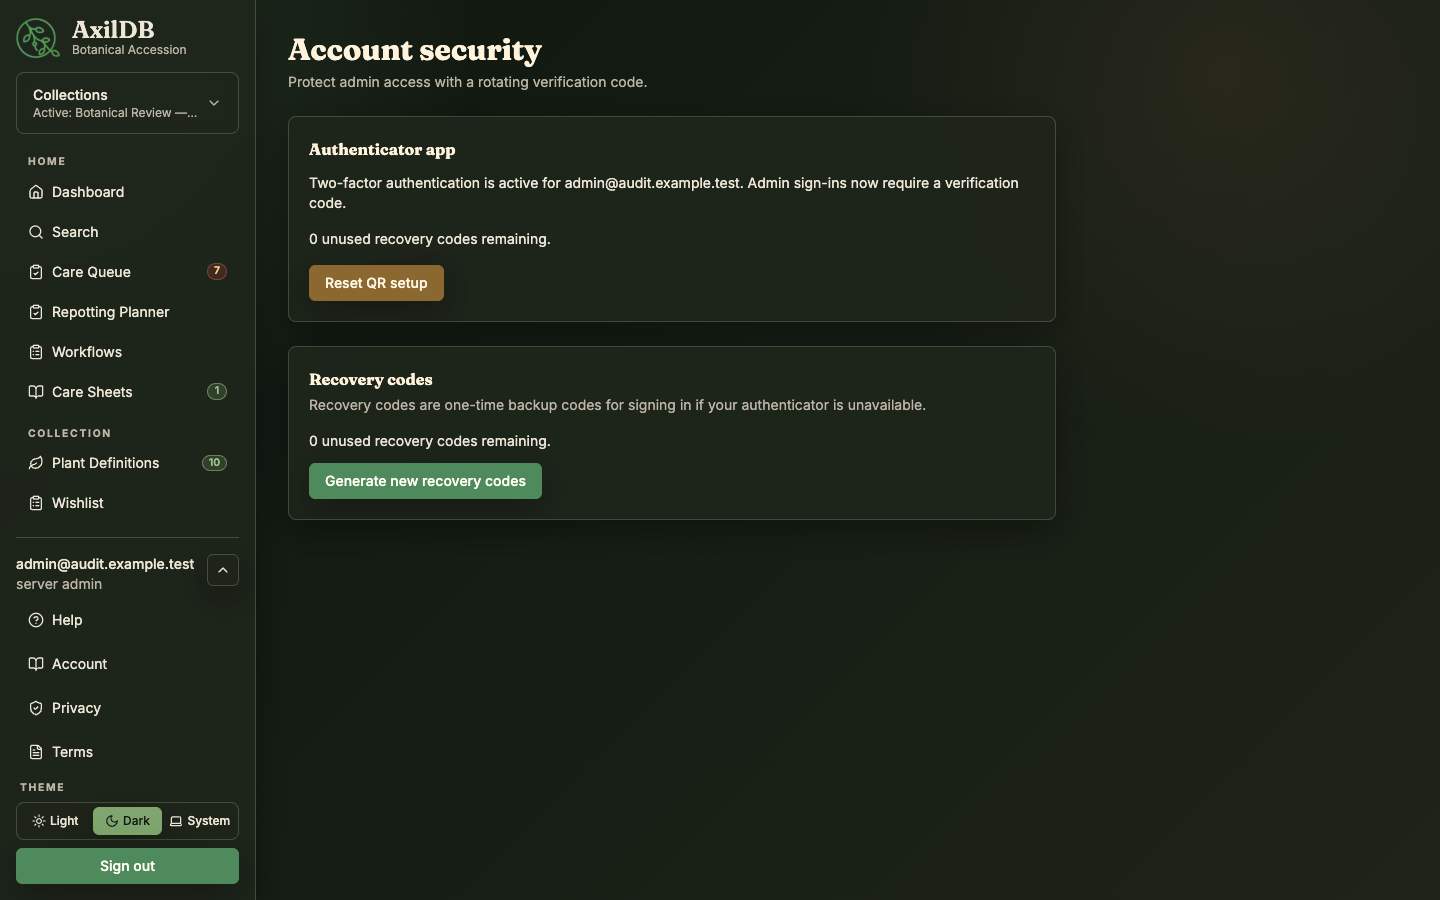 AxilDB
Botanical Accession
Collections
Active: Botanical Review —...
HOME
Dashboard
Search
Care Queue 7
Repotting Planner
Workflows
Care Sheets 1
COLLECTION
Plant Definitions 10
Wishlist
admin@audit.example.test
server admin
Help
Account
Privacy
Terms
THEME
Light Dark System
Sign out
Account security
Protect admin access with a rotating verification code.
Authenticator app
Two-factor authentication is active for admin@audit.example.test. Admin sign-ins now require a verification
code.
0 unused recovery codes remaining.
Reset QR setup
Recovery codes
Recovery codes are one-time backup codes for signing in if your authenticator is unavailable.
0 unused recovery codes remaining.
Generate new recovery codes